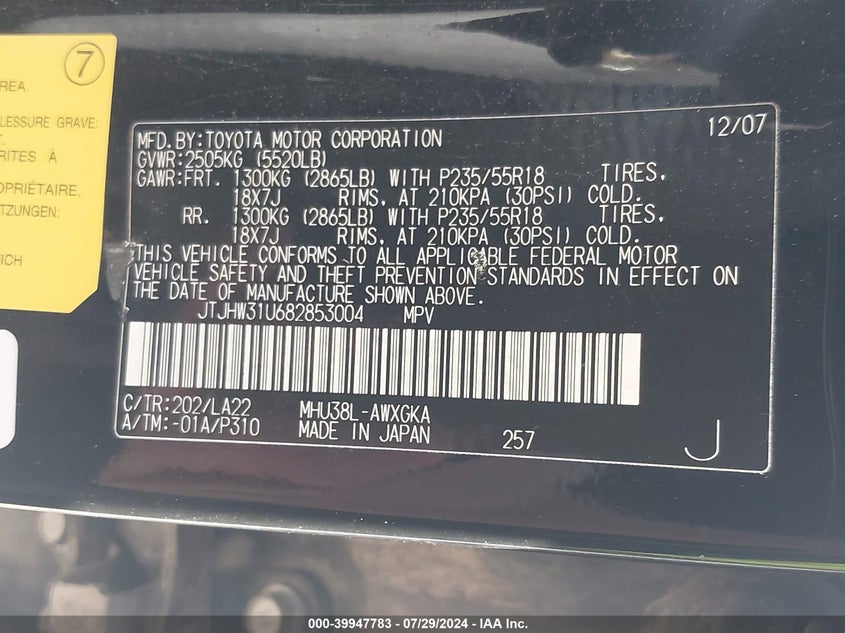 7
REA.
LESSURE GRAVE:
RITES À
OPRIÉTAIRE.
TZUNGEN:
ICH
12/07
MFD.BY:TOYOTA MOTOR CORPORATION
GVWR:2505KG (5520LB)
GAWR:FRT. 1300KG (2865LB) WITH P235/55R18 TIRES,
18X7J RIMS, AT 210KPA (30PSI) COLD.
RR. 1300KG (2865LB) WITH P235/55R18 TIRES,
18X7J RIMS, AT 210KPA (30PSI) COLD.
THIS VEHICLE CONFORMS TO ALL APPLICABLE FEDERAL MOTOR
VEHICLE SAFETY AND THEFT PREVENTION STANDARDS IN EFFECT ON
THE DATE OF MANUFACTURE SHOWN ABOVE.
JTJHW31U682853004 MPV
C/TR:202/LA22 MHU38L-AWXGKA
A/TM:-01A/P310 MADE IN JAPAN 257 J
000-39947783 - 07/29/2024 - IAA Inc.